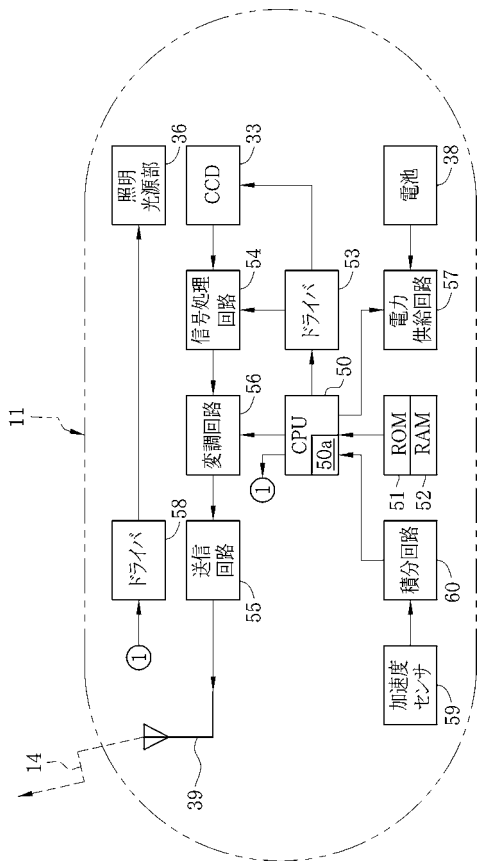 11
14
39
①
ドライバ
58
照明
光源部
36
送信
回路
55
変調回路
56
信号処理
回路
54
CCD
33
①
CPU
50a
50
ドライバ
53
加速度
センサ
59
積分回路
60
ROM
51
RAM
52
電力
供給回路
57
電池
38